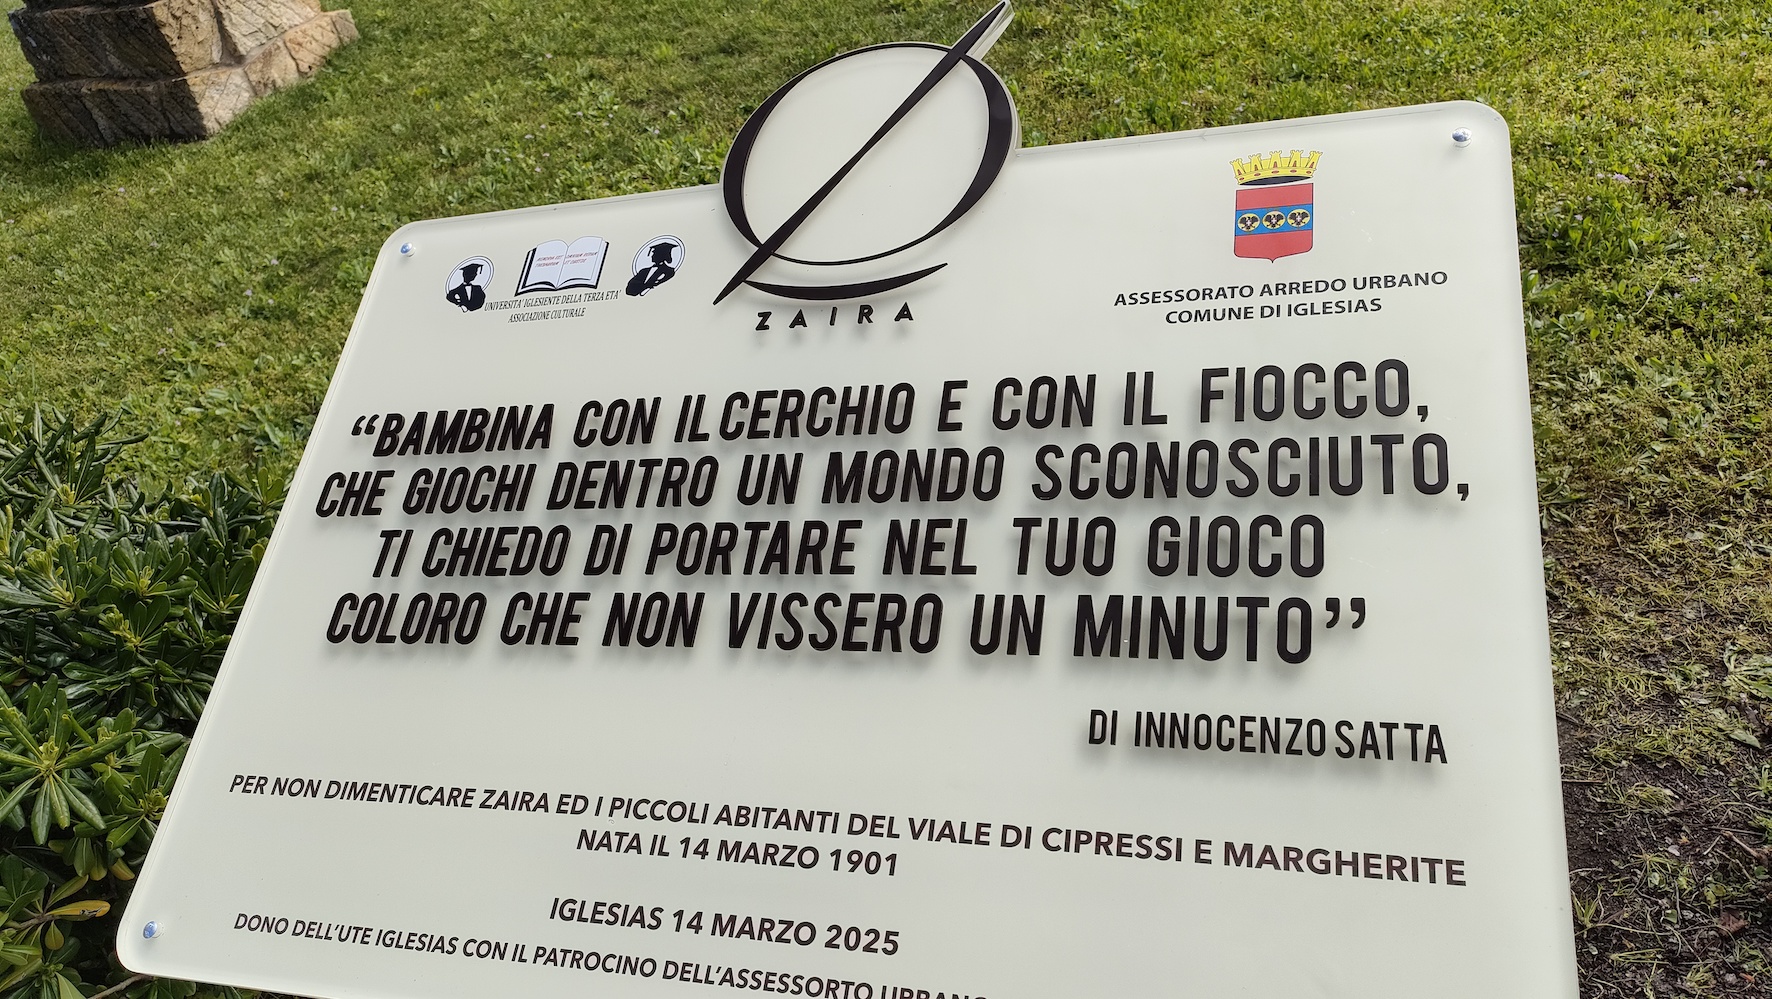 UNIVERSITA' IGLESIENTE DELLA TERZA ETA'
ASSOCIAZIONE CULTURALE
ZAIRA
ASSESSORATO ARREDO URBANO
COMUNE DI IGLESIAS
“BAMBINA CON IL CERCHIO E CON IL FIOCCO,
CHE GIOCHI DENTRO UN MONDO SCONOSCIUTO,
TI CHIEDO DI PORTARE NEL TUO GIOCO
COLORO CHE NON VISSERO UN MINUTO”
DI INNOCENZO SATTA
PER NON DIMENTICARE ZAIRA ED I PICCOLI ABITANTI DEL VIALE DI CIPRESSI E MARGHERITE
NATA IL 14 MARZO 1901
IGLESIAS 14 MARZO 2025
DONO DELL'UTE IGLESIAS CON IL PATROCINO DELL'ASSESSORTO